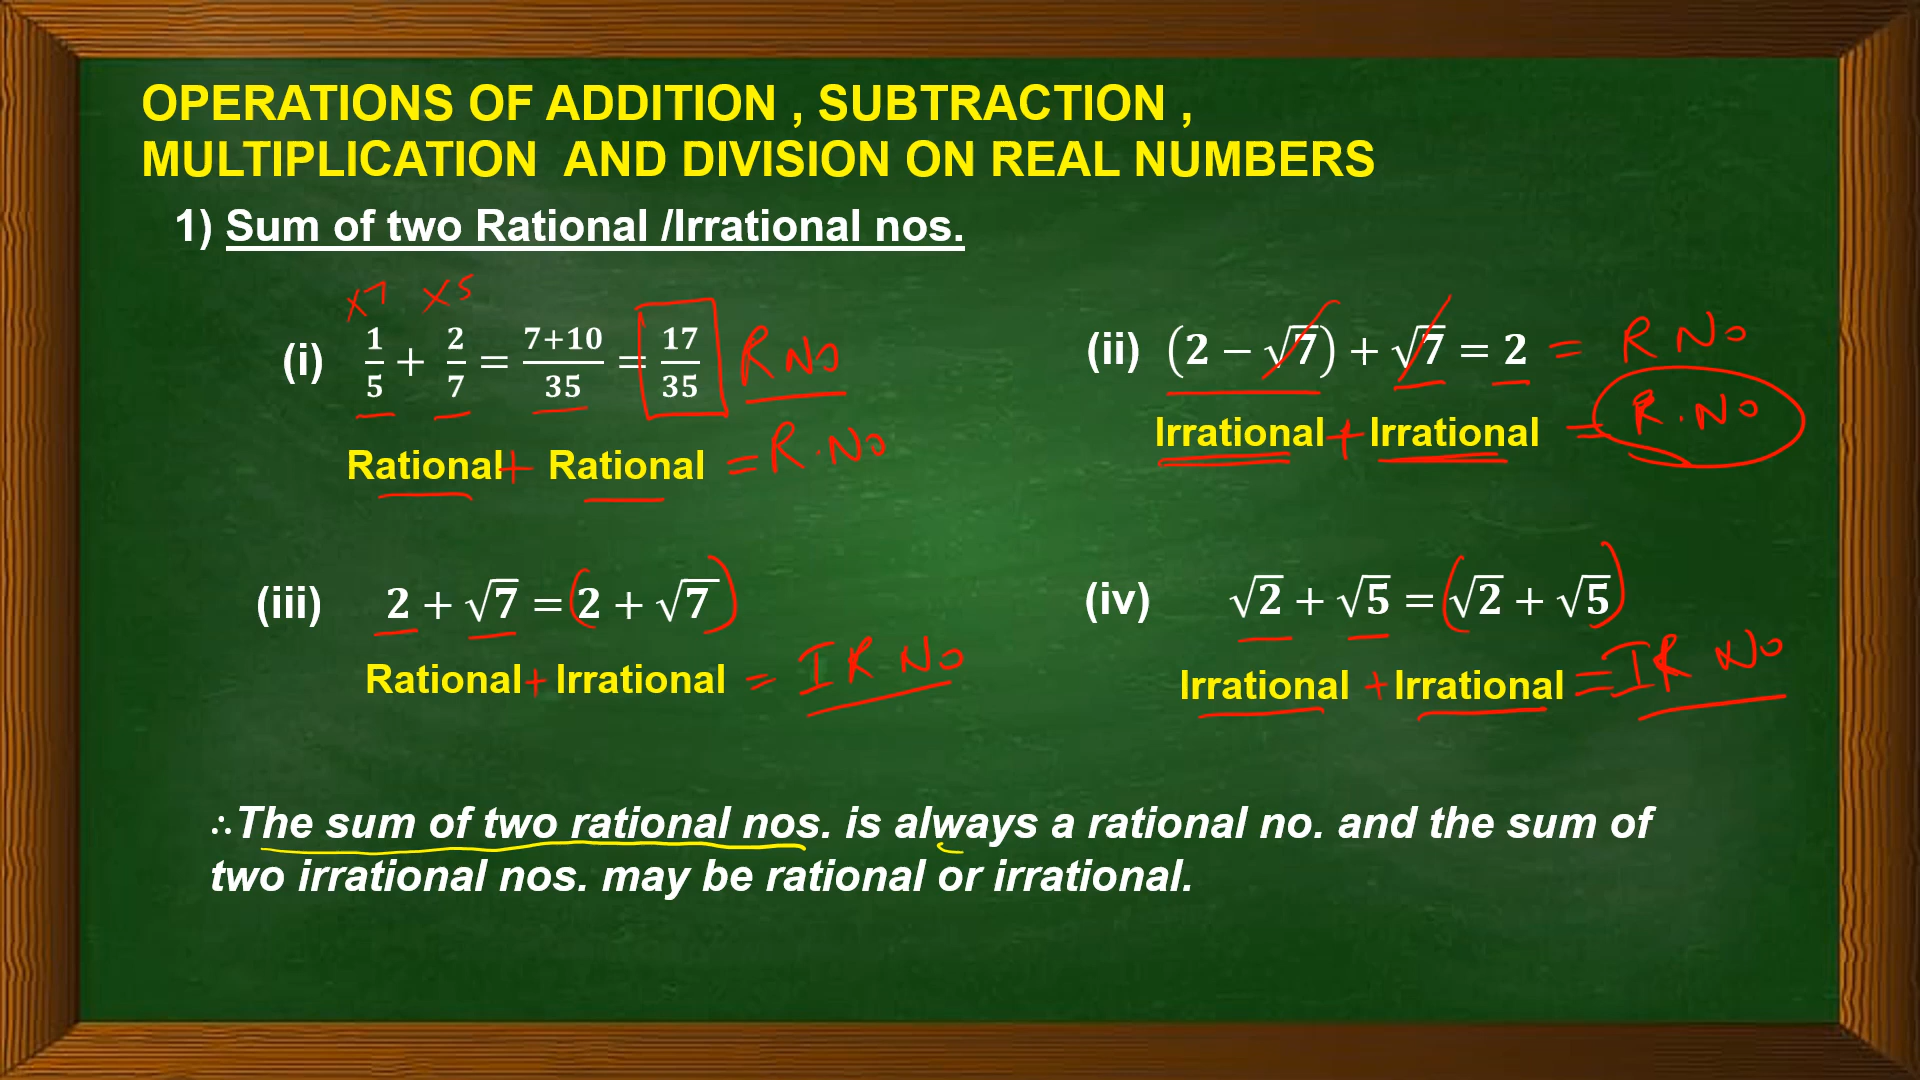 OPERATIONS OF ADDITION , SUBTRACTION ,
MULTIPLICATION AND DIVISION ON REAL NUMBERS
1) Sum of two Rational /Irrational nos.
×7 ×5
(i) 1/5 + 2/7 = 7+10/35 = 17/35 R No
Rational + Rational = R. No
(ii) (2 − √7) + √7 = 2 = R No
Irrational + Irrational = R. No
(iii) 2 + √7 = (2 + √7)
Rational + Irrational = IR No
(iv) √2 + √5 = (√2 + √5)
Irrational + Irrational = IR No
∴The sum of two rational nos. is always a rational no. and the sum of
two irrational nos. may be rational or irrational.